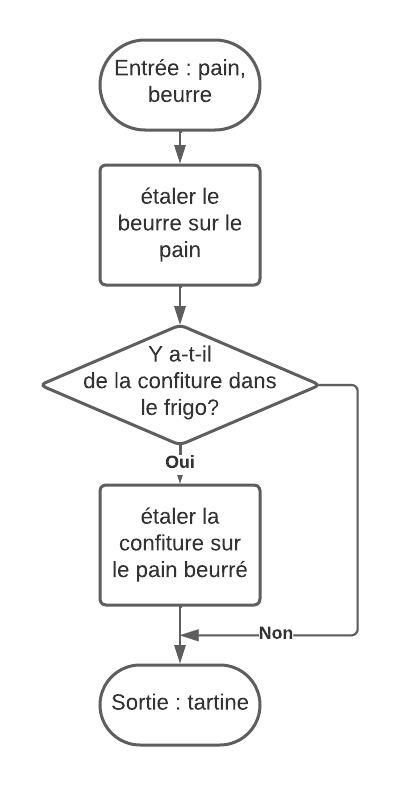 Entrée : pain,
beurre
étaler le
beurre sur le
pain
Y a-t-il
de la confiture dans
le frigo?
Oui
étaler la
confiture sur
le pain beurré
Non
Sortie : tartine